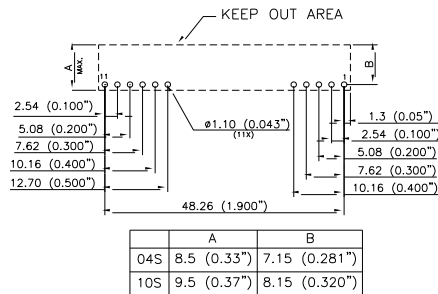 KEEP OUT AREA
A
MAX.
B
11
1
2.54 (0.100”)
5.08 (0.200”)
7.62 (0.300”)
10.16 (0.400”)
12.70 (0.500”)
ø1.10 (0.043”)
(11X)
1.3 (0.05”)
2.54 (0.100”)
5.08 (0.200”)
7.62 (0.300”)
10.16 (0.400”)
48.26 (1.900”)
A B
04S 8.5 (0.33”) 7.15 (0.281”)
10S 9.5 (0.37”) 8.15 (0.320”)